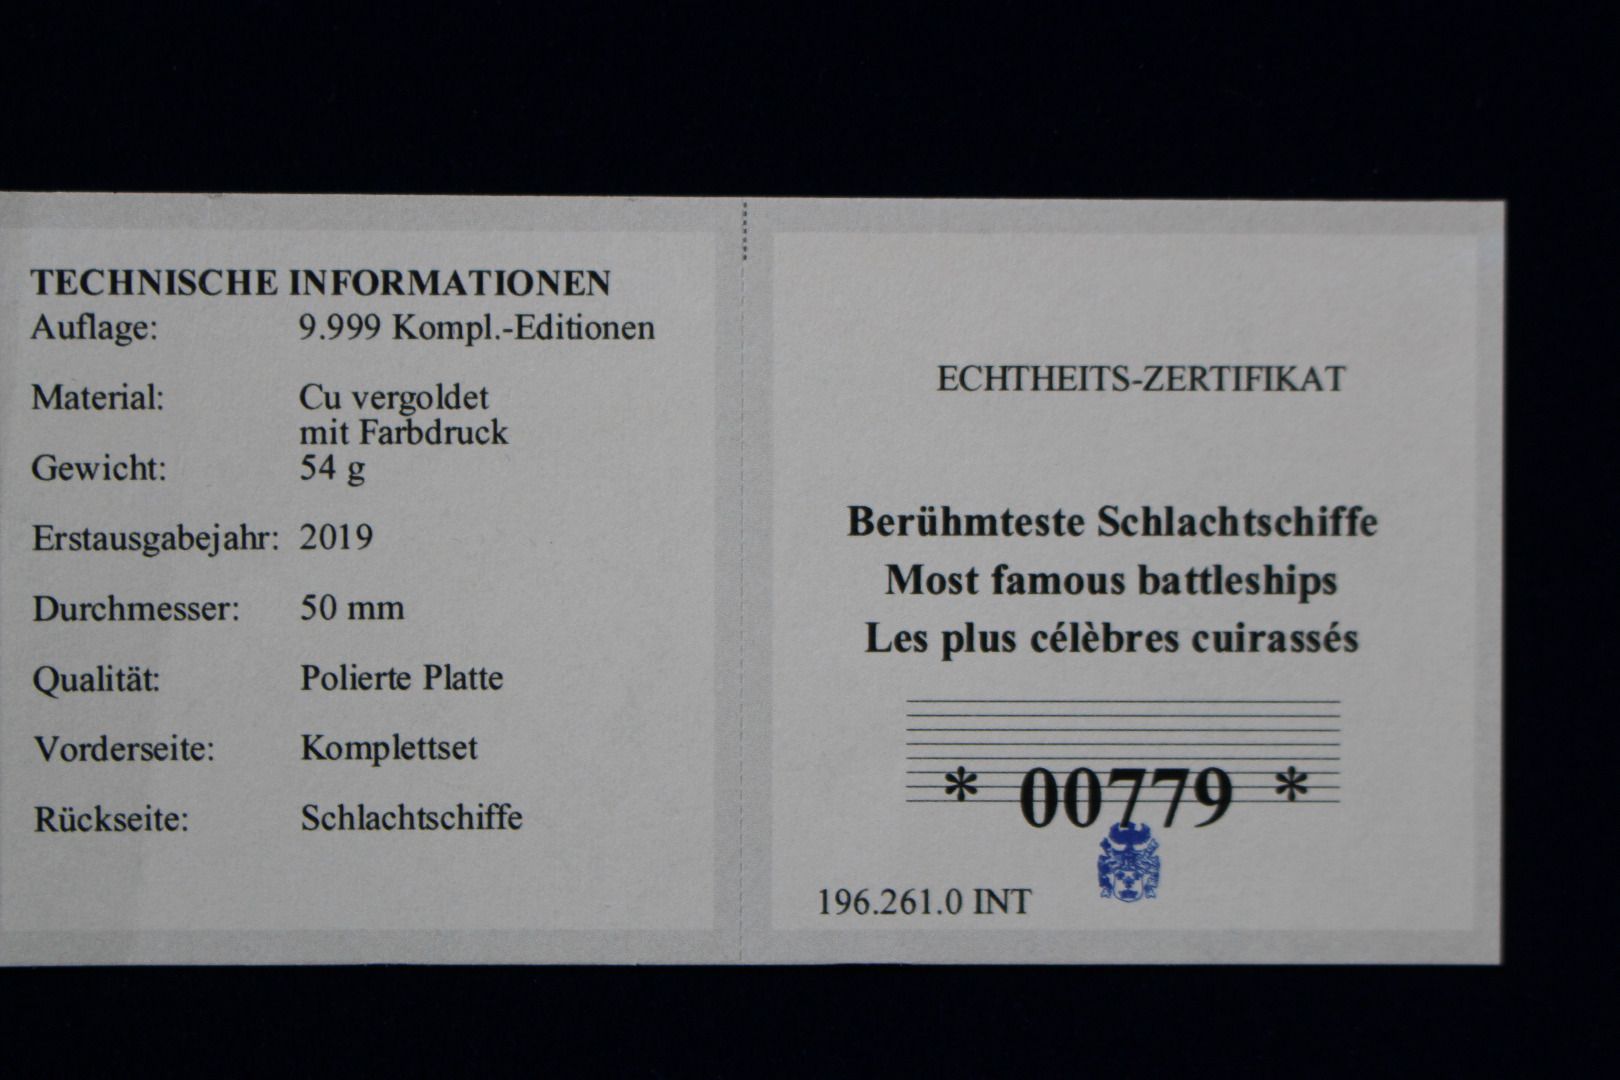 TECHNISCHE INFORMATIONEN
Auflage: 9.999 Kompl.-Editionen
Material: Cu vergoldet
mit Farbdruck
Gewicht: 54 g
Erstausgabejahr: 2019
Durchmesser: 50 mm
Qualität: Polierte Platte
Vorderseite: Komplettset
Rückseite: Schlachtschiffe
ECHTHEITS-ZERTIFIKAT
Berühmteste Schlachtschiffe
Most famous battleships
Les plus célèbres cuirassés
* 00779 *
196.261.0 INT